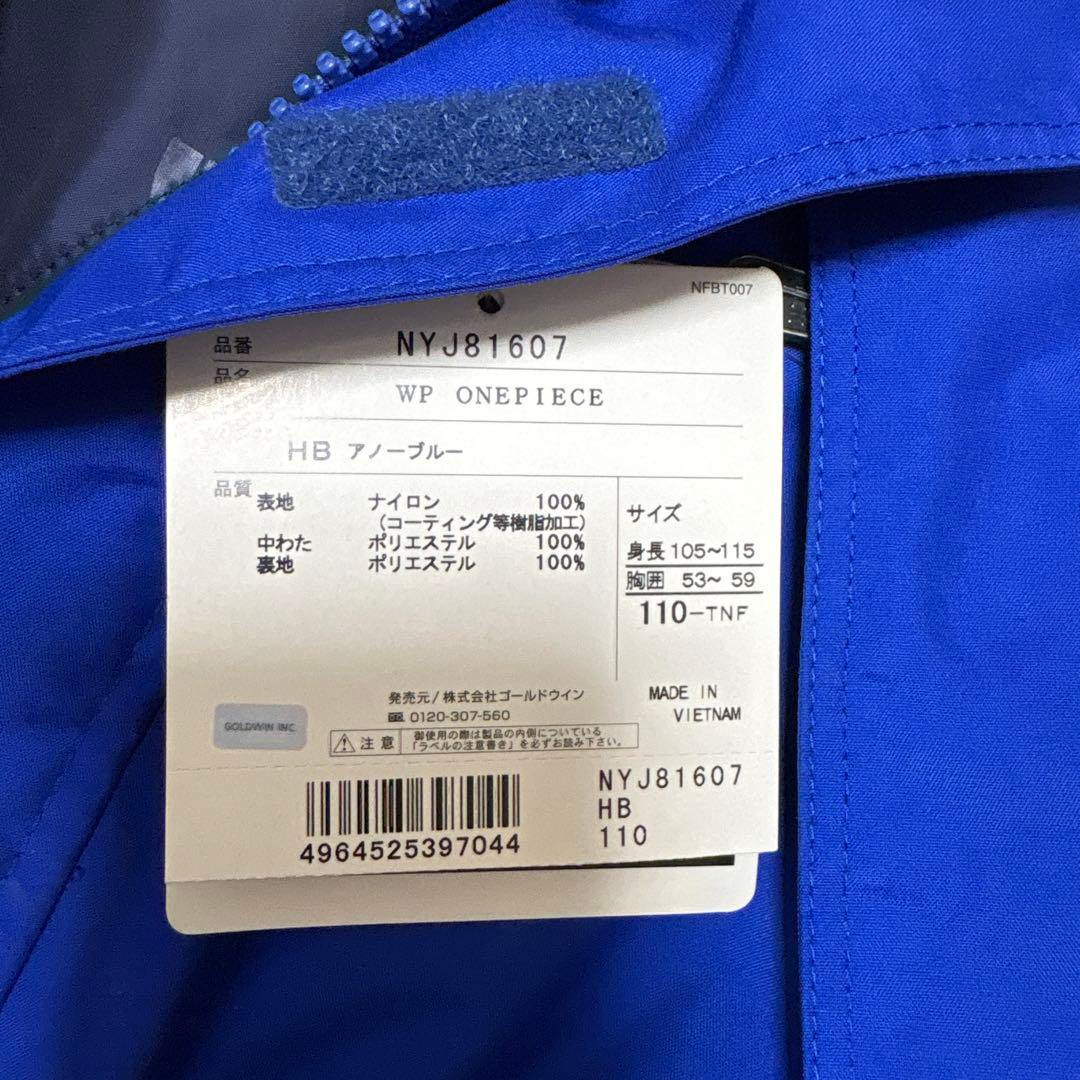 NFBT007
品番 NYJ81607
品名
WP ONEPIECE
HB アノーブルー
品質
表地 ナイロン 100%
(コーティング等樹脂加工)
中わた ポリエステル 100%
裏地 ポリエステル 100%
サイズ
身長 105~115
胸囲 53~ 59
110-TNF
発売元/株式会社ゴールドウイン
0120-307-560
MADE IN
VIETNAM
GOLDWIN INC.
注意
御使用の際は製品の内側についている
「ラベルの注意書き」を必ずお読み下さい。
4964525397044
NYJ81607
HB
110